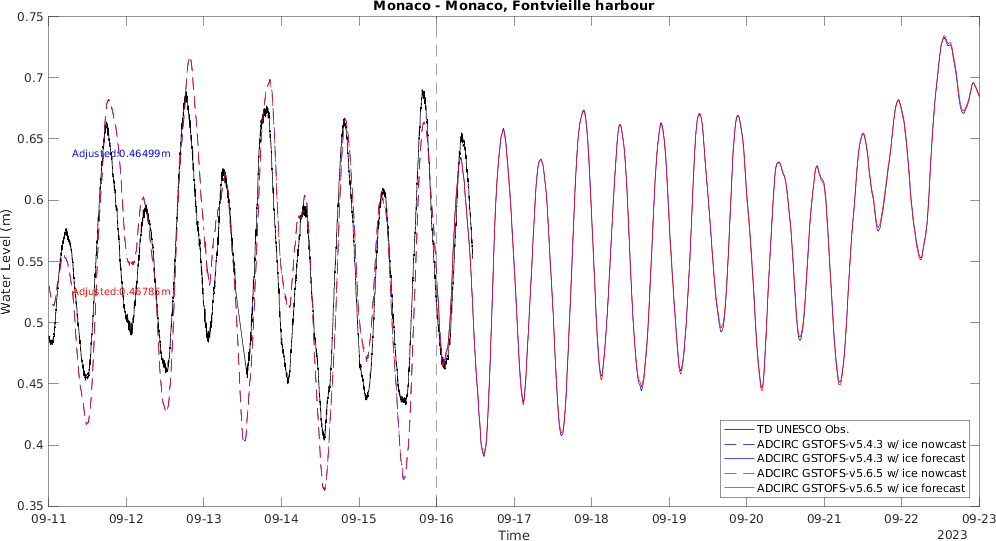 Monaco - Monaco, Fontvieille harbour
0.75
0.7
0.65
0.6
0.55
0.5
0.45
0.4
0.35
Water Level (m)
Adjusted:0.46499m
Adjusted:0.46785m
TD UNESCO Obs.
ADCIRC GSTOFS-v5.4.3 w/ ice nowcast
ADCIRC GSTOFS-v5.4.3 w/ ice forecast
ADCIRC GSTOFS-v5.6.5 w/ ice nowcast
ADCIRC GSTOFS-v5.6.5 w/ ice forecast
09-11 09-12 09-13 09-14 09-15 09-16 09-17 09-18 09-19 09-20 09-21 09-22 09-23
Time
2023